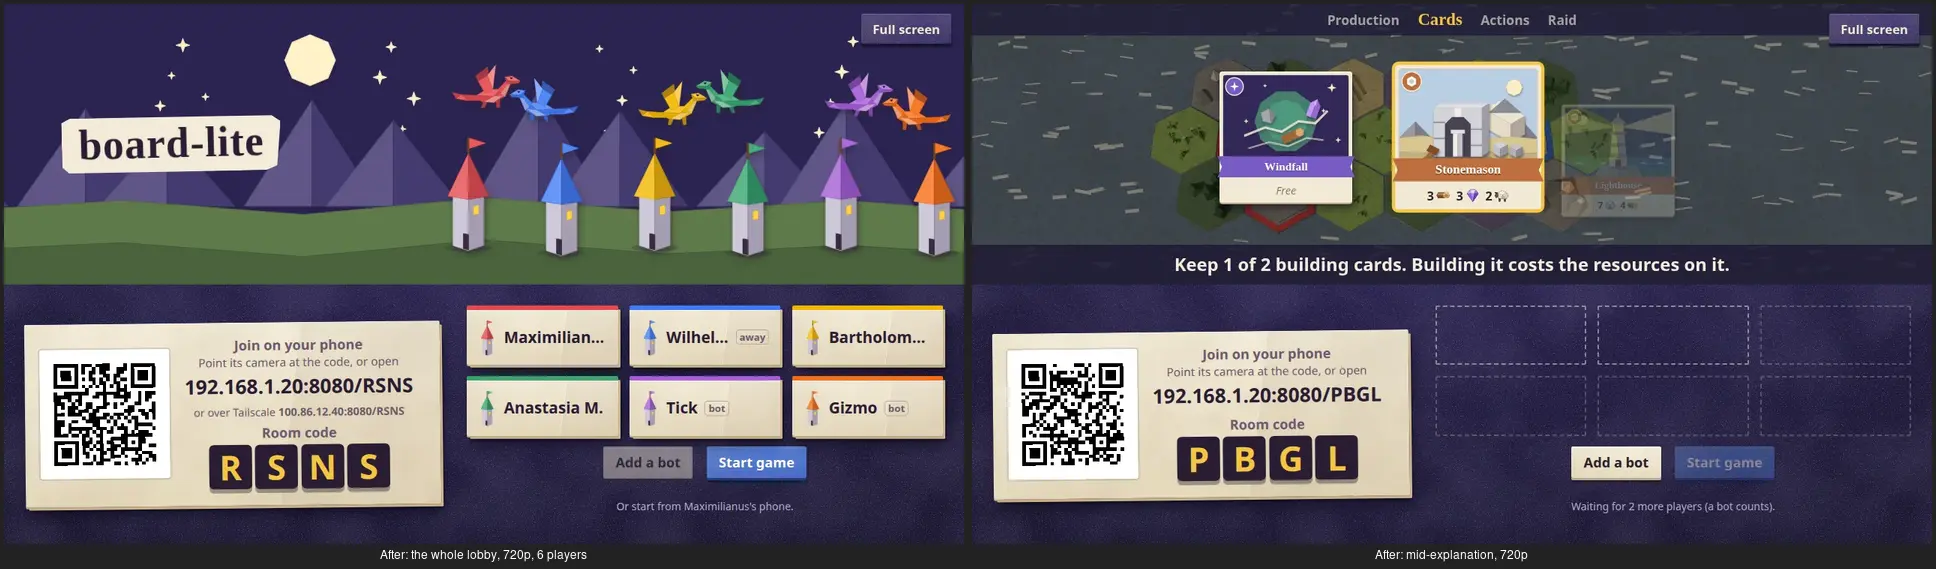 Full screen
board-lite
Join on your phone
Point its camera at the code, or open
192.168.1.20:8080/RSNS
or over Tailscale 100.86.12.40:8080/RSNS
Room code
R S N S
Maximilian...
Wilhel... away
Bartholom...
Anastasia M.
Tick bot
Gizmo bot
Add a bot
Start game
Or start from Maximilianus's phone.
After: the whole lobby, 720p, 6 players
Production Cards Actions Raid
Full screen
Windfall
Free
Stonemason
3 3 2
Lighthouse
7 4
Keep 1 of 2 building cards. Building it costs the resources on it.
Join on your phone
Point its camera at the code, or open
192.168.1.20:8080/PBGL
Room code
P B G L
Add a bot
Start game
Waiting for 2 more players (a bot counts).
After: mid-explanation, 720p